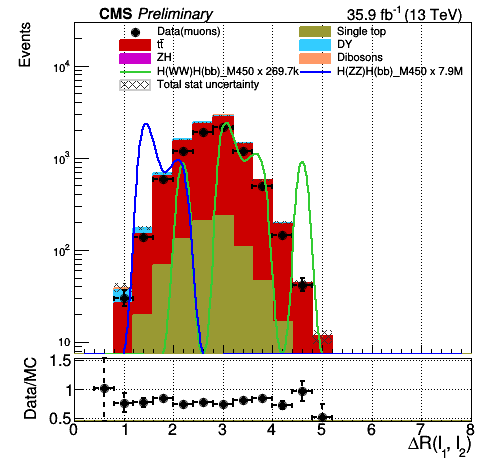 CMS Preliminary 35.9 fb⁻¹ (13 TeV)
Data(muons) Single top
tt̄ DY
ZH Dibosons
H(WW)H(bb)_M450 x 269.7k H(ZZ)H(bb)_M450 x 7.9M
Total stat uncertainty
Events
10⁴
10³
10²
10
Data/MC
1.5
1
0.5
0 1 2 3 4 5 6 7 8
ΔR(l₁, l₂)